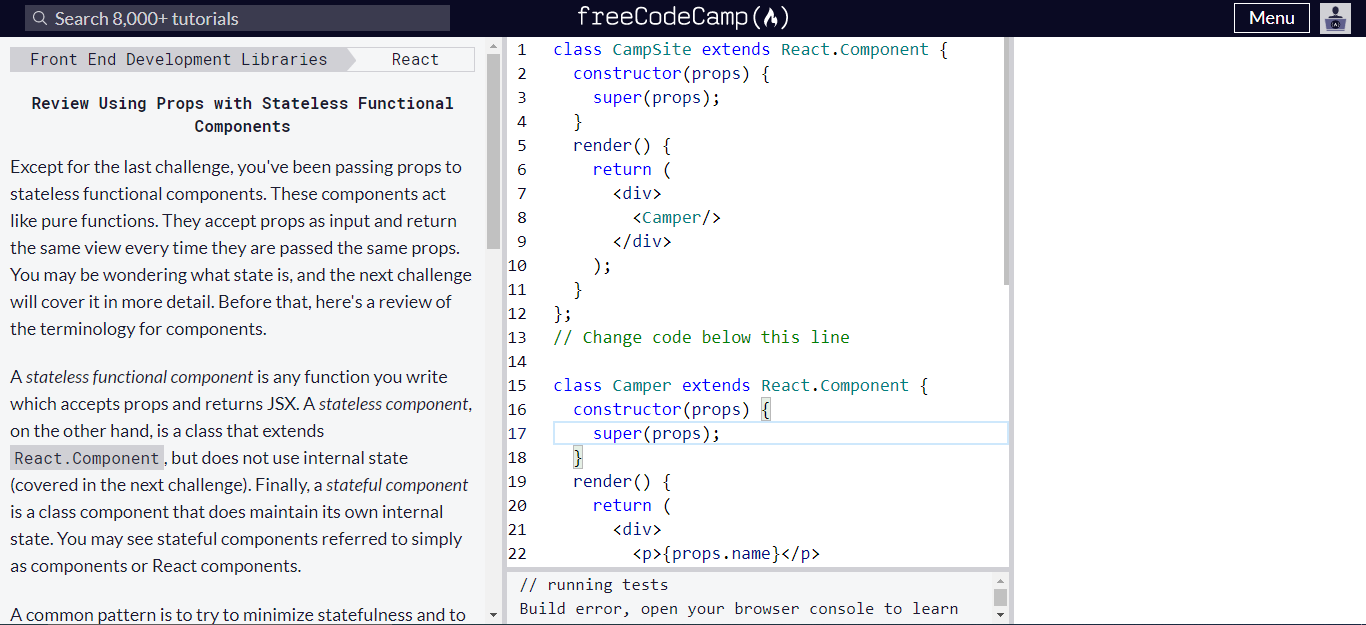 Search 8,000+ tutorials
freeCodeCamp
Menu
Front End Development Libraries
React
Review Using Props with Stateless Functional
Components
Except for the last challenge, you've been passing props to
stateless functional components. These components act
like pure functions. They accept props as input and return
the same view every time they are passed the same props.
You may be wondering what state is, and the next challenge
will cover it in more detail. Before that, here's a review of
the terminology for components.
A stateless functional component is any function you write
which accepts props and returns JSX. A stateless component,
on the other hand, is a class that extends
React.Component, but does not use internal state
(covered in the next challenge). Finally, a stateful component
is a class component that does maintain its own internal
state. You may see stateful components referred to simply
as components or React components.
A common pattern is to try to minimize statefulness and to
1 class CampSite extends React.Component {
2 constructor(props) {
3 super(props);
4 }
5 render() {
6 return (
7 <div>
8 <Camper/>
9 </div>
10 );
11 }
12 };
13 // Change code below this line
14
15 class Camper extends React.Component {
16 constructor(props) {
17 super(props);
18 }
19 render() {
20 return (
21 <div>
22 <p>{props.name}</p>
// running tests
Build error, open your browser console to learn